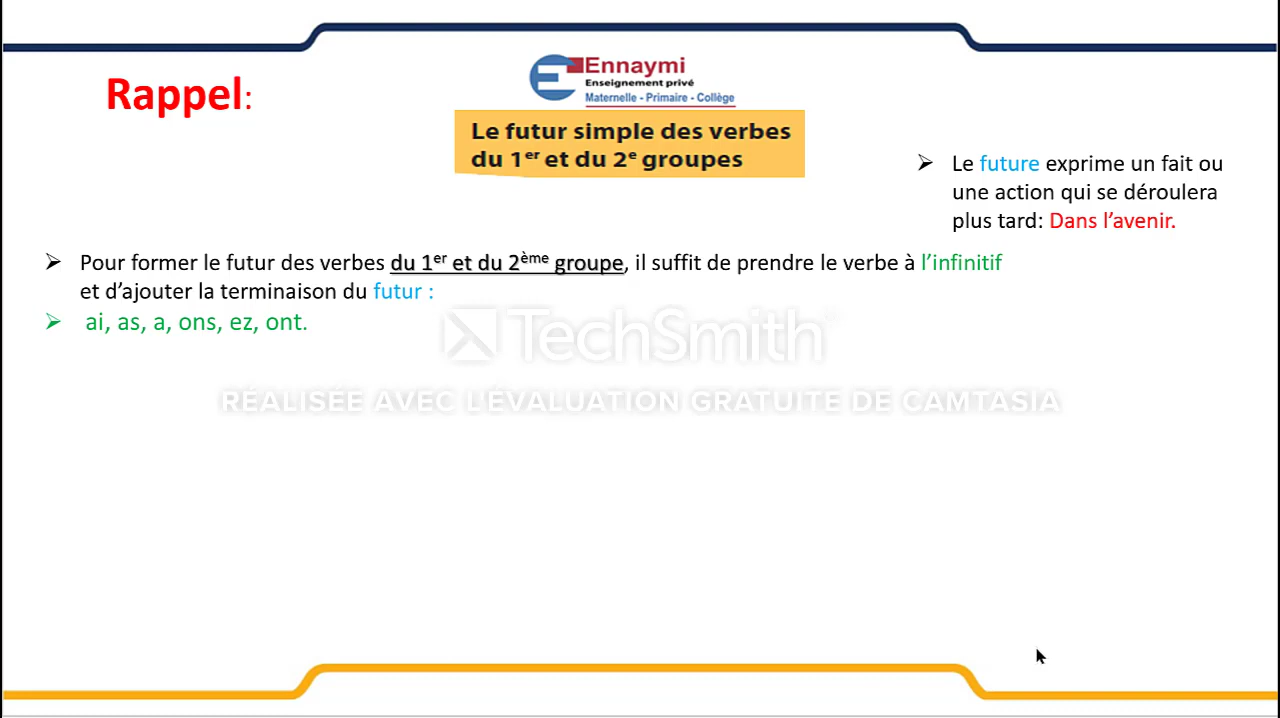 Rappel:
Ennaymi
Enseignement privé
Maternelle - Primaire - Collège
Le futur simple des verbes
du 1er et du 2e groupes
Le future exprime un fait ou
une action qui se déroulera
plus tard: Dans l’avenir.
Pour former le futur des verbes du 1er et du 2ème groupe, il suffit de prendre le verbe à l’infinitif
et d’ajouter la terminaison du futur :
ai, as, a, ons, ez, ont.
TechSmith
RÉALISÉE AVEC L'ÉVALUATION GRATUITE DE CAMTASIA